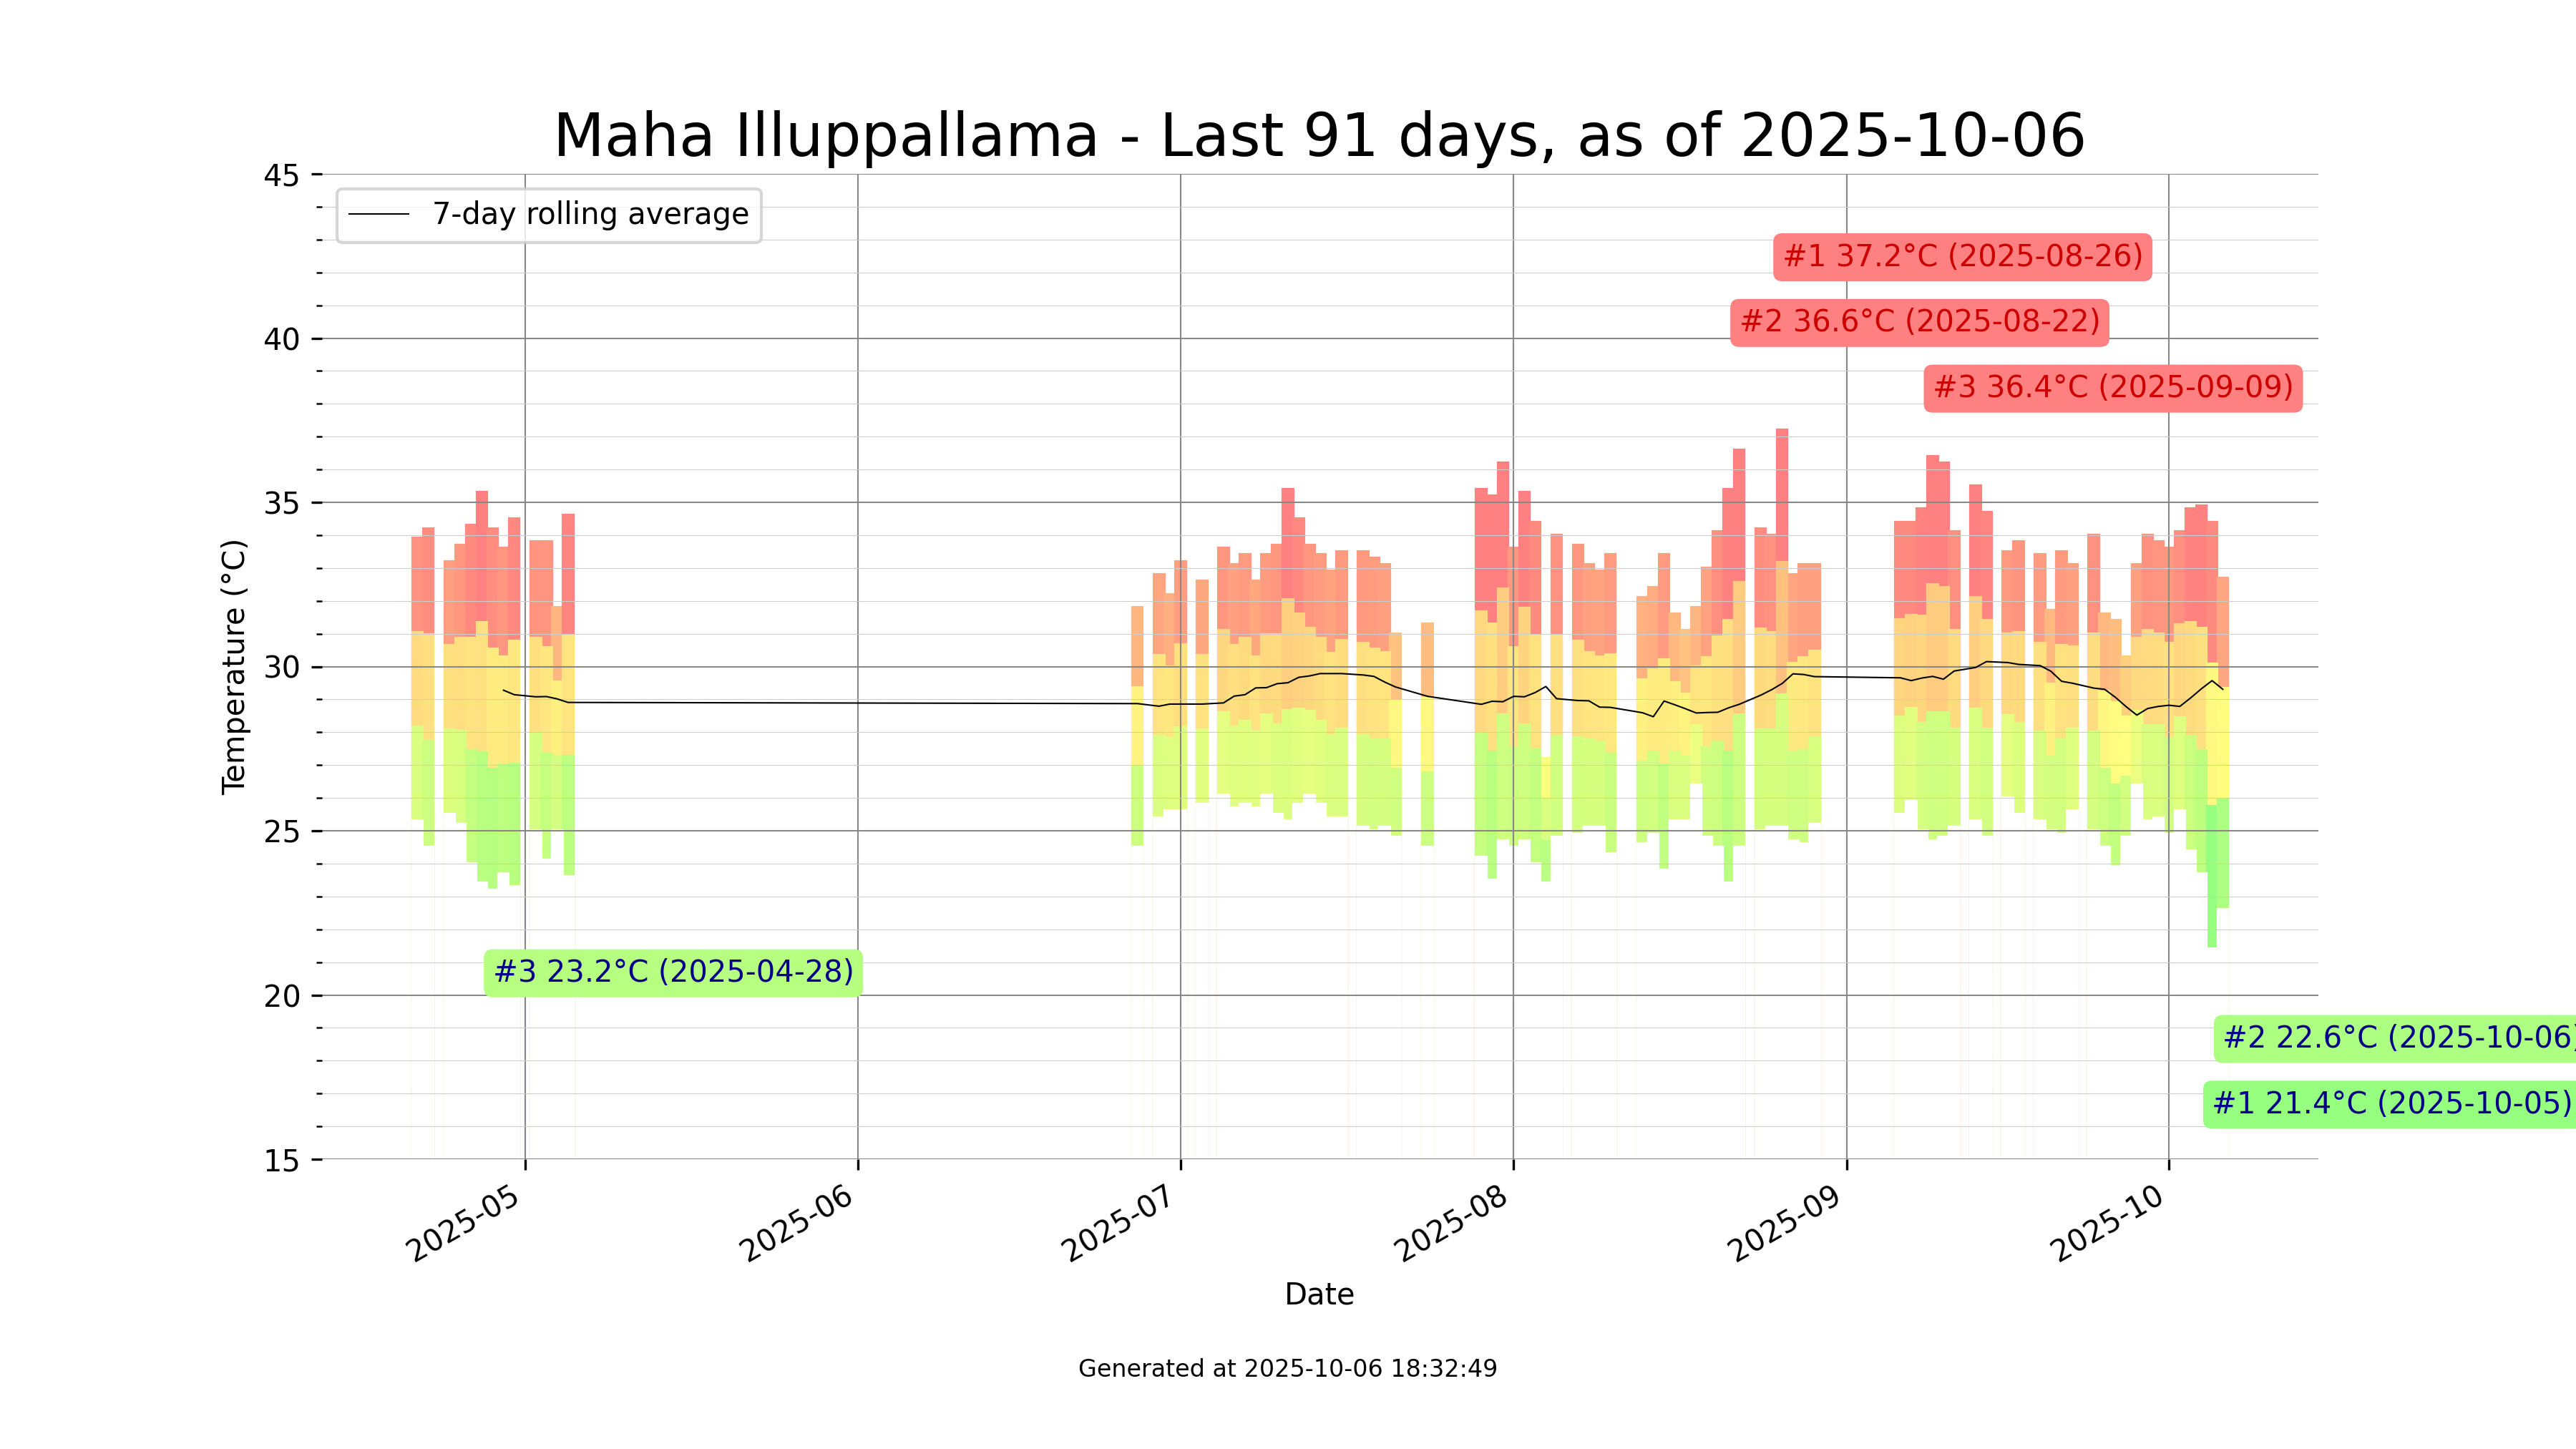 Maha Illuppallama - Last 91 days, as of 2025-10-06
7-day rolling average
#1 37.2°C (2025-08-26)
#2 36.6°C (2025-08-22)
#3 36.4°C (2025-09-09)
#3 23.2°C (2025-04-28)
#2 22.6°C (2025-10-06)
#1 21.4°C (2025-10-05)
Temperature (°C)
45
40
35
30
25
20
15
2025-05
2025-06
2025-07
2025-08
2025-09
2025-10
Date
Generated at 2025-10-06 18:32:49